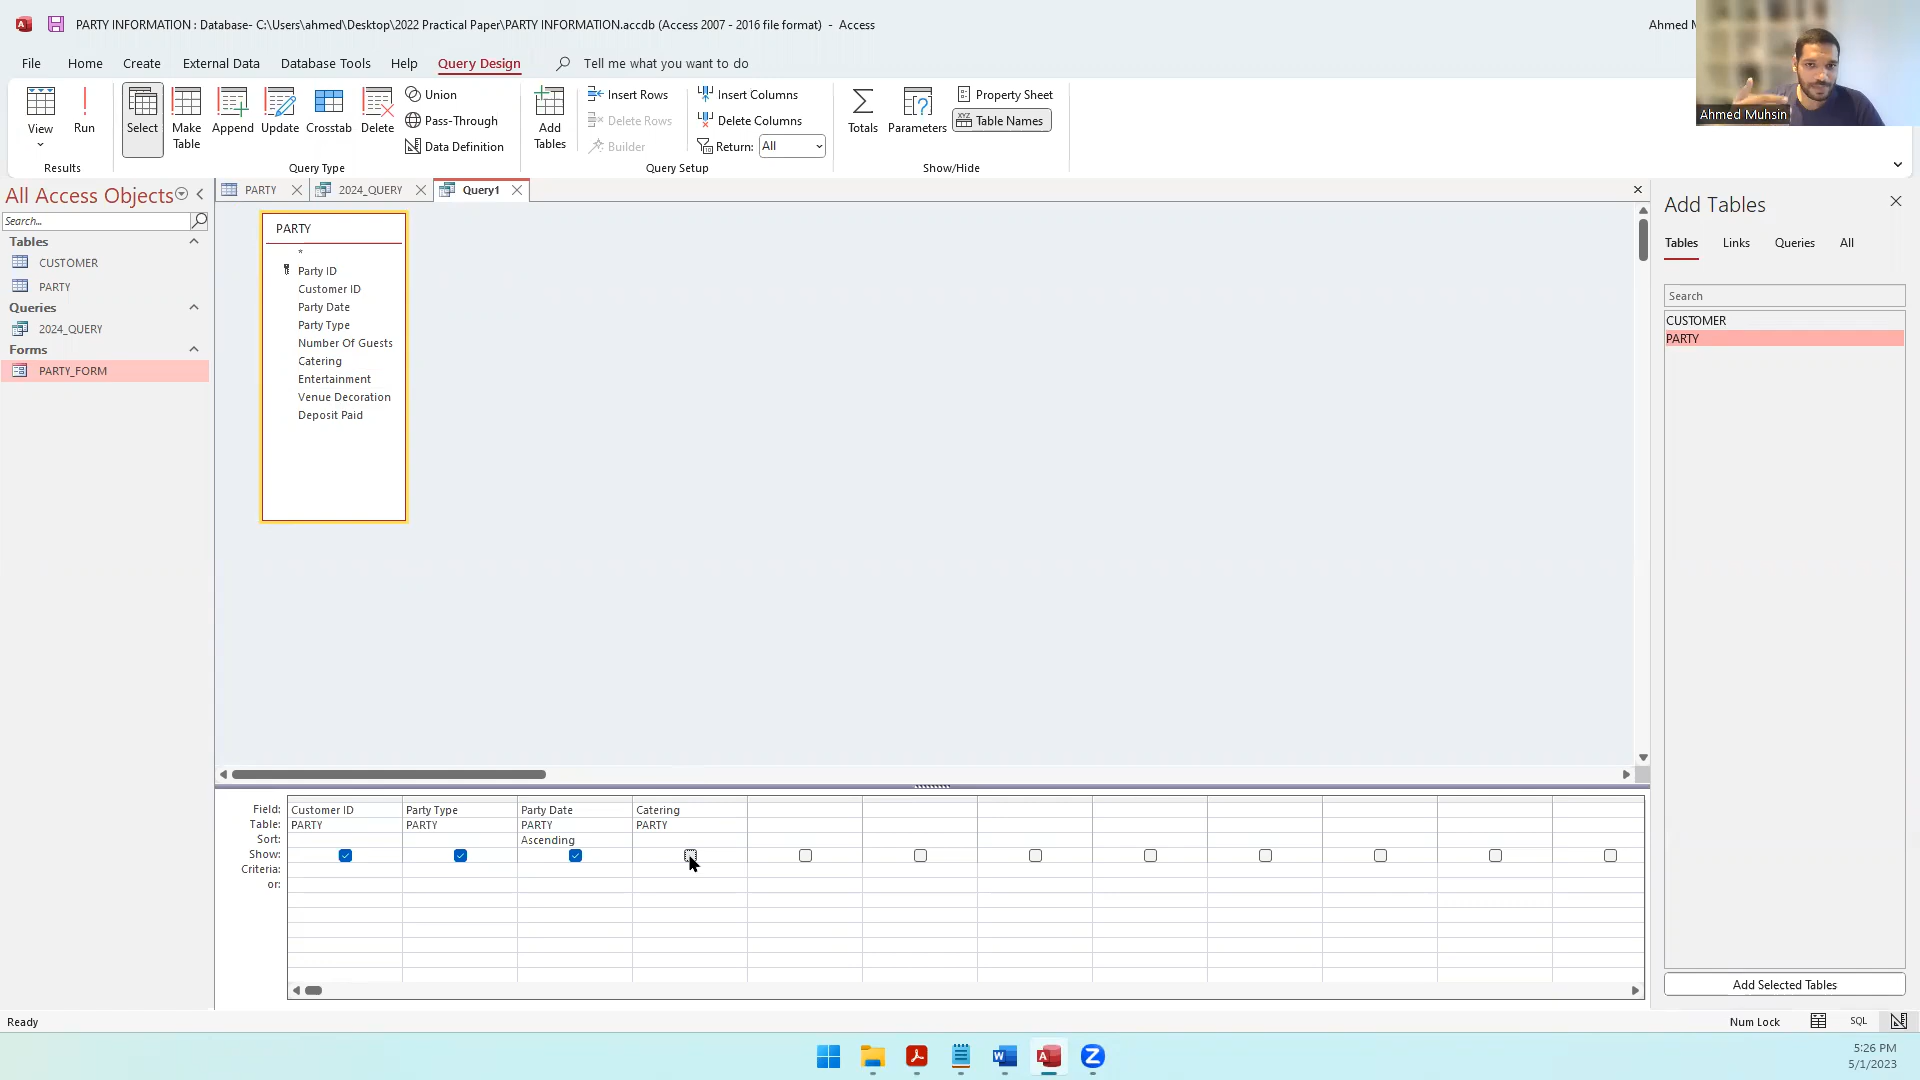 PARTY INFORMATION : Database- C:\Users\ahmed\Desktop\2022 Practical Paper\PARTY INFORMATION.accdb (Access 2007 - 2016 file format)  -  Access
Ahmed M
File Home Create External Data Database Tools Help Query Design Tell me what you want to do
View
Run
Results
Select
Make Table
Append
Update
Crosstab
Delete
Union
Pass-Through
Data Definition
Query Type
Add Tables
Insert Rows
Delete Rows
Builder
Insert Columns
Delete Columns
Return: All
Query Setup
Totals
Parameters
Property Sheet
Table Names
Show/Hide
Ahmed Muhsin
All Access Objects
Search...
Tables
CUSTOMER
PARTY
Queries
2024_QUERY
Forms
PARTY_FORM
PARTY 2024_QUERY Query1
PARTY
*
Party ID
Customer ID
Party Date
Party Type
Number Of Guests
Catering
Entertainment
Venue Decoration
Deposit Paid
Add Tables
Tables Links Queries All
Search
CUSTOMER
PARTY
Add Selected Tables
Field: Customer ID Party Type Party Date Catering
Table: PARTY PARTY PARTY PARTY
Sort: Ascending
Show:
Criteria:
or:
Ready
Num Lock
SQL
5:26 PM
5/1/2023